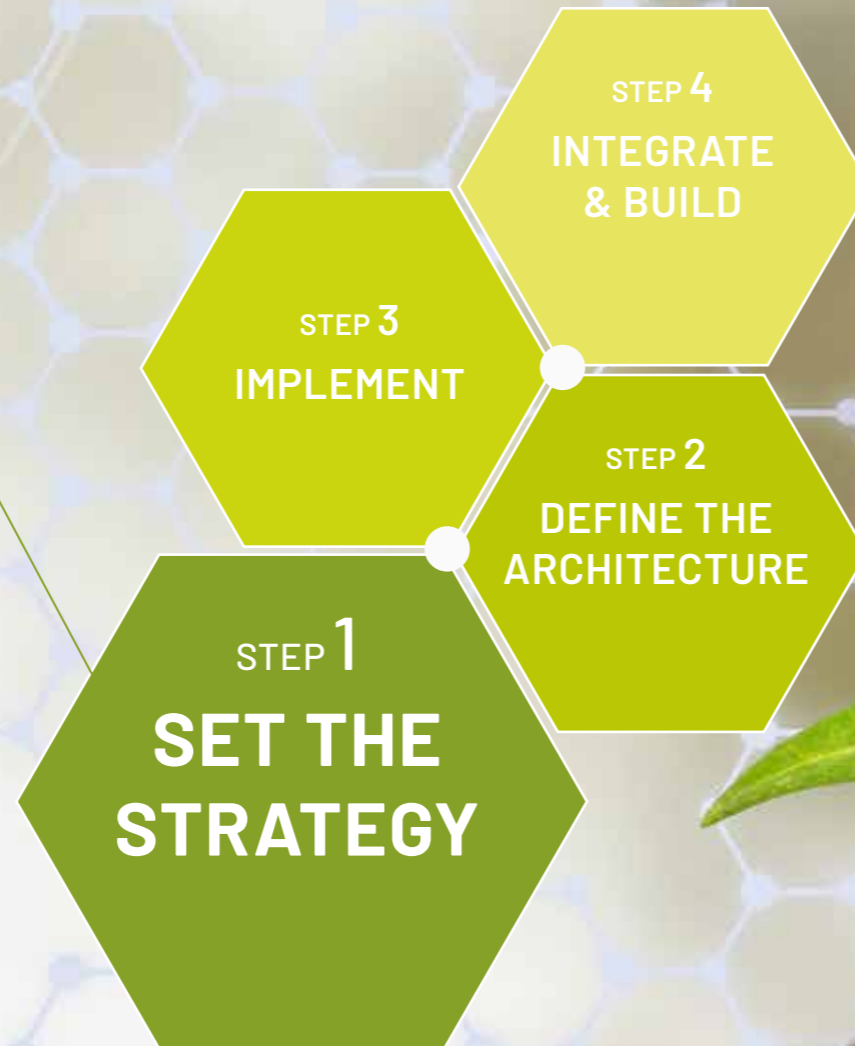 STEP 4
INTEGRATE
& BUILD
STEP 3
IMPLEMENT
STEP 2
DEFINE THE
ARCHITECTURE
STEP 1
SET THE
STRATEGY